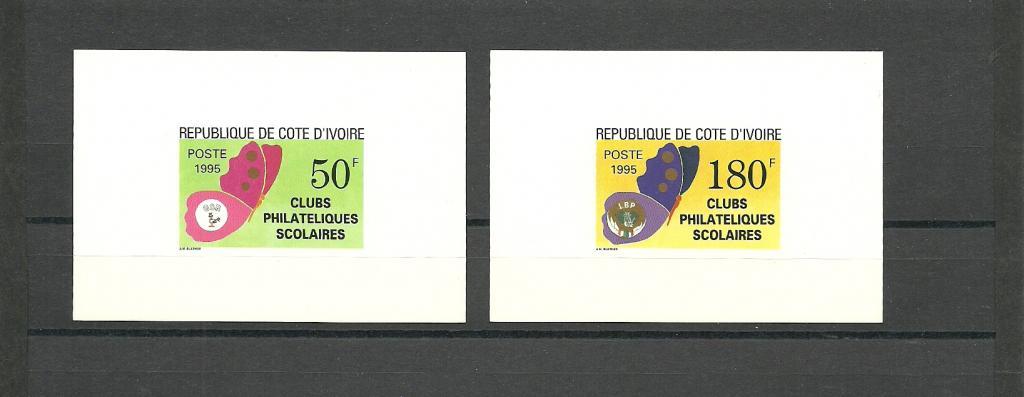 REPUBLIQUE DE COTE D'IVOIRE
POSTE
1995
50F
CLUBS
PHILATELIQUES
SCOLAIRES
REPUBLIQUE DE COTE D'IVOIRE
POSTE
1995
180F
LBP
CLUBS
PHILATELIQUES
SCOLAIRES